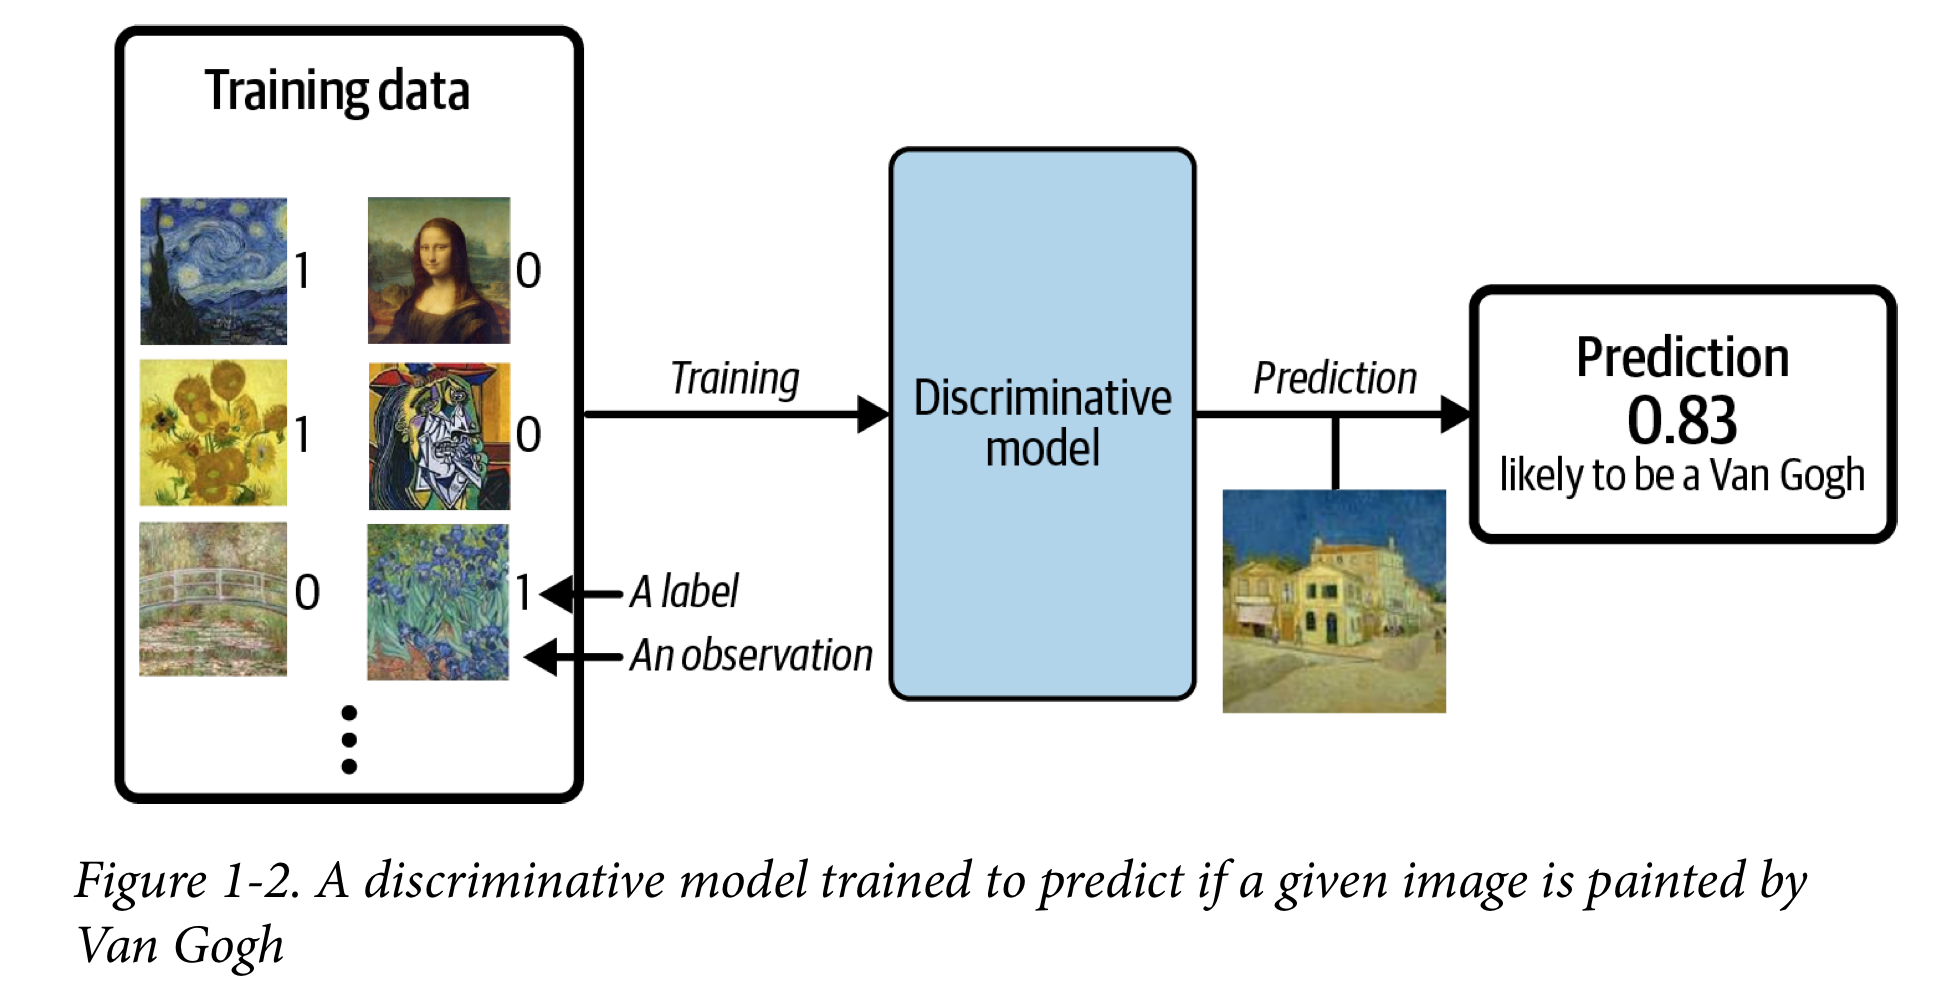 Training data
1
0
1
0
0
1
A label
An observation
Training
Discriminative
model
Prediction
Prediction
0.83
likely to be a Van Gogh
Figure 1-2. A discriminative model trained to predict if a given image is painted by
Van Gogh